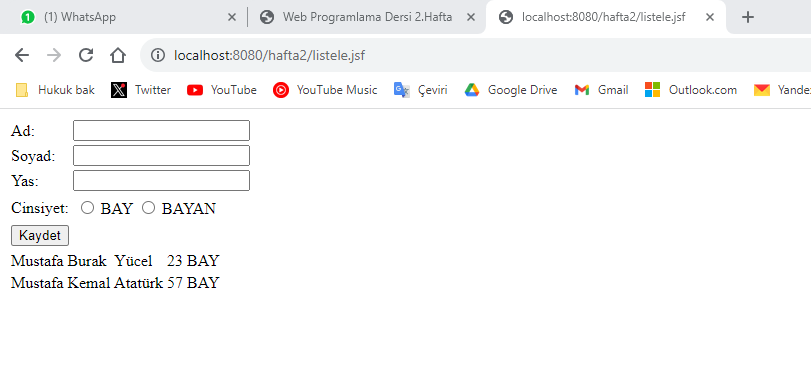 (1) WhatsApp Web Programlama Dersi 2.Hafta localhost:8080/hafta2/listele.jsf
localhost:8080/hafta2/listele.jsf
Hukuk bak Twitter YouTube YouTube Music Çeviri Google Drive Gmail Outlook.com Yande
Ad:
Soyad:
Yas:
Cinsiyet: BAY BAYAN
Kaydet
Mustafa Burak Yücel 23 BAY
Mustafa Kemal Atatürk 57 BAY